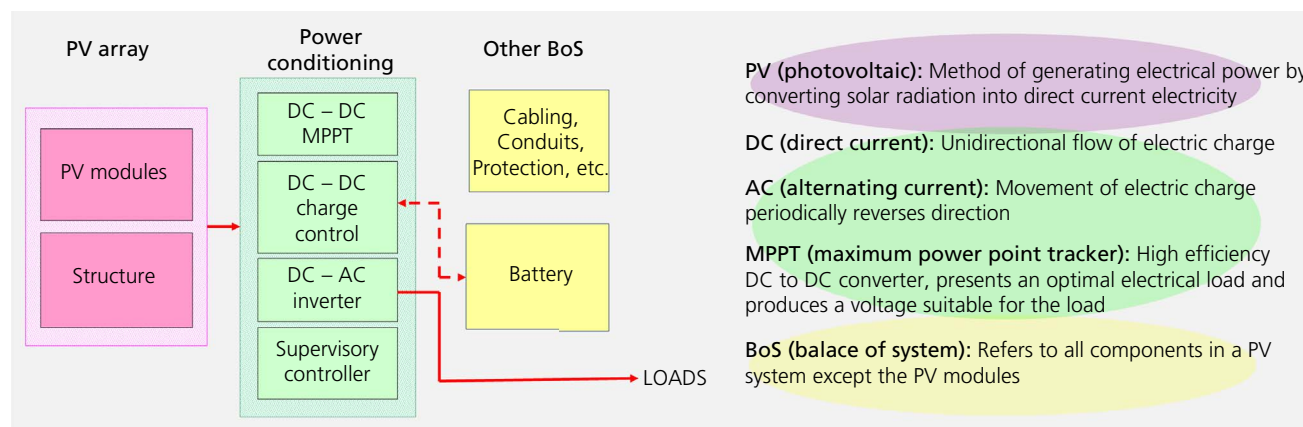 PV array
Power
conditioning
Other BoS
PV modules
Structure
DC – DC
MPPT
DC – DC
charge
control
DC – AC
inverter
Supervisory
controller
Cabling,
Conduits,
Protection, etc.
Battery
LOADS
PV (photovoltaic): Method of generating electrical power by
converting solar radiation into direct current electricity
DC (direct current): Unidirectional flow of electric charge
AC (alternating current): Movement of electric charge
periodically reverses direction
MPPT (maximum power point tracker): High efficiency
DC to DC converter, presents an optimal electrical load and
produces a voltage suitable for the load
BoS (balace of system): Refers to all components in a PV
system except the PV modules